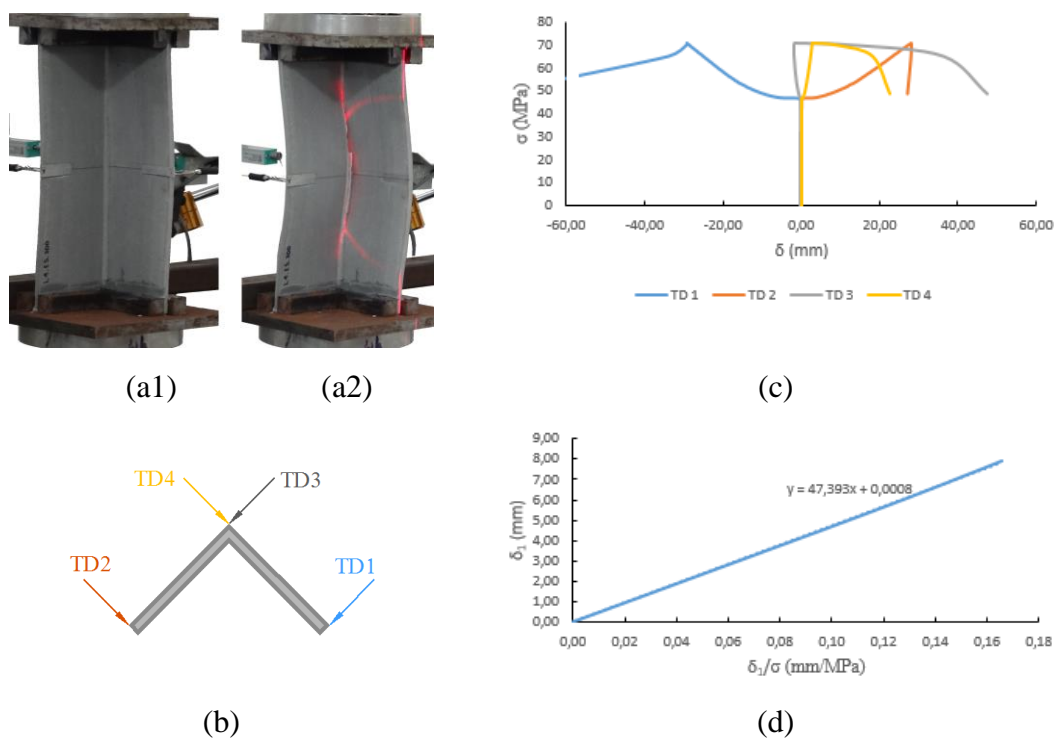 (a1)
(a2)
80
70
60
50
40
30
20
10
0
σ (MPa)
-60,00 -40,00 -20,00 0,00 20,00 40,00 60,00
δ (mm)
TD 1 TD 2 TD 3 TD 4
(c)
TD4
TD3
TD2
TD1
(b)
9,00
8,00
7,00
6,00
5,00
4,00
3,00
2,00
1,00
0,00
δ₁ (mm)
y = 47,393x + 0,0008
0,00 0,02 0,04 0,06 0,08 0,10 0,12 0,14 0,16 0,18
δ₁/σ (mm/MPa)
(d)